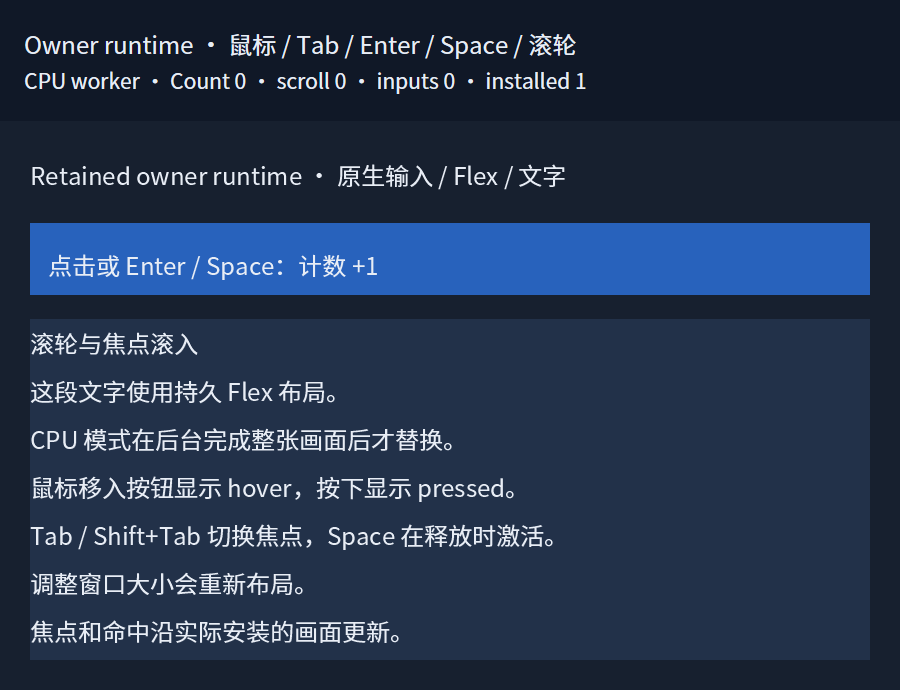 Owner runtime · 鼠标 / Tab / Enter / Space / 滚轮
CPU worker · Count 0 · scroll 0 · inputs 0 · installed 1
Retained owner runtime · 原生输入 / Flex / 文字
点击或 Enter / Space：计数 +1
滚轮与焦点滚入
这段文字使用持久 Flex 布局。
CPU 模式在后台完成整张画面后才替换。
鼠标移入按钮显示 hover，按下显示 pressed。
Tab / Shift+Tab 切换焦点，Space 在释放时激活。
调整窗口大小会重新布局。
焦点和命中沿实际安装的画面更新。